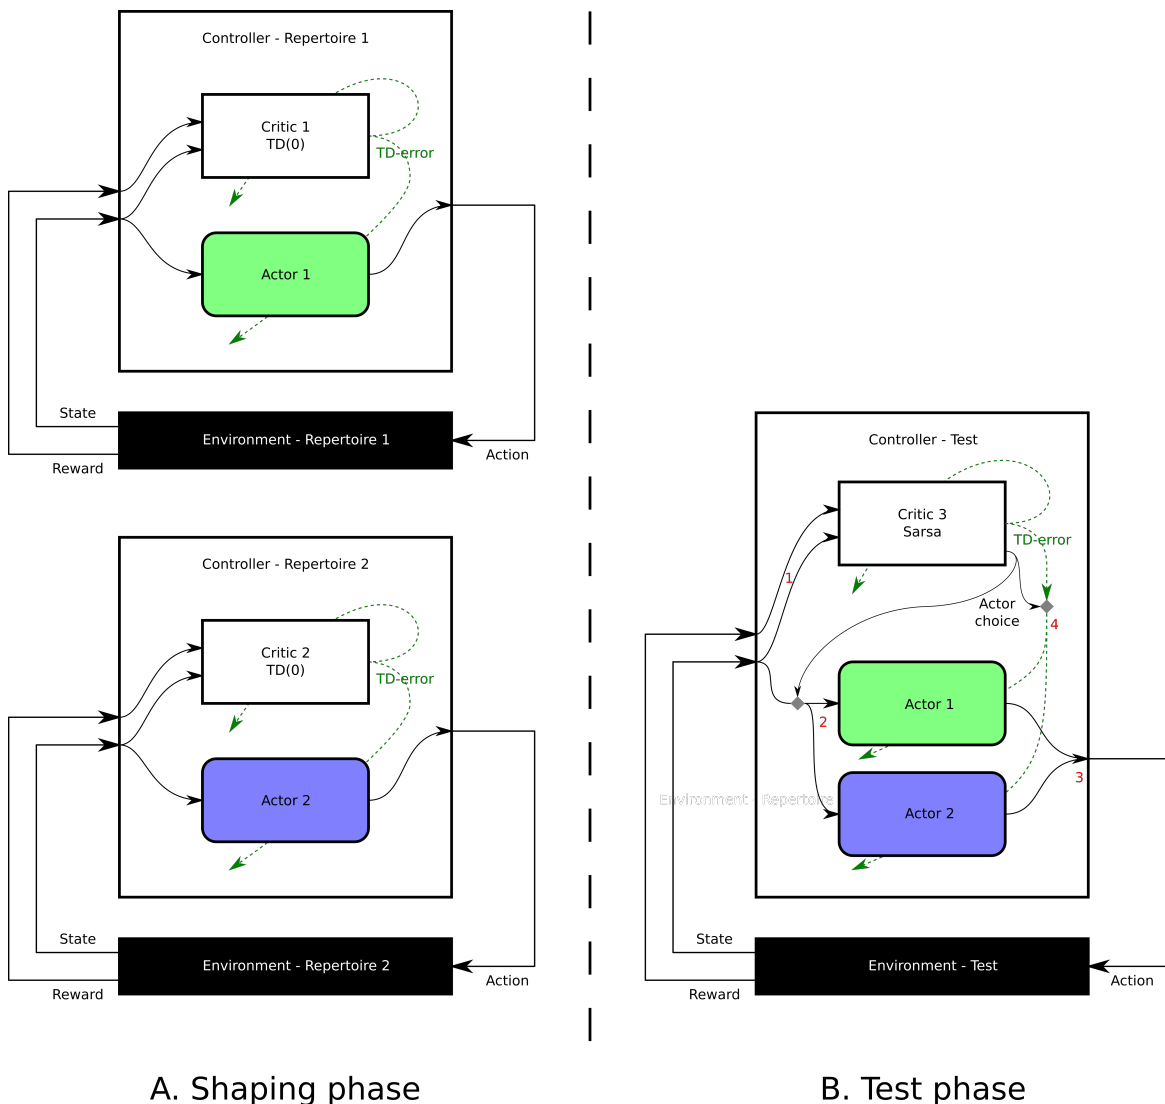 Controller - Repertoire 1
Critic 1
TD(0)
TD-error
Actor 1
State
Environment - Repertoire 1
Reward
Action
Controller - Repertoire 2
Critic 2
TD(0)
TD-error
Actor 2
State
Environment - Repertoire 2
Reward
Action
A. Shaping phase
Controller - Test
Critic 3
Sarsa
TD-error
1
Actor
choice
4
Actor 1
2
3
Environment - Repertoire
Actor 2
State
Environment - Test
Reward
Action
B. Test phase